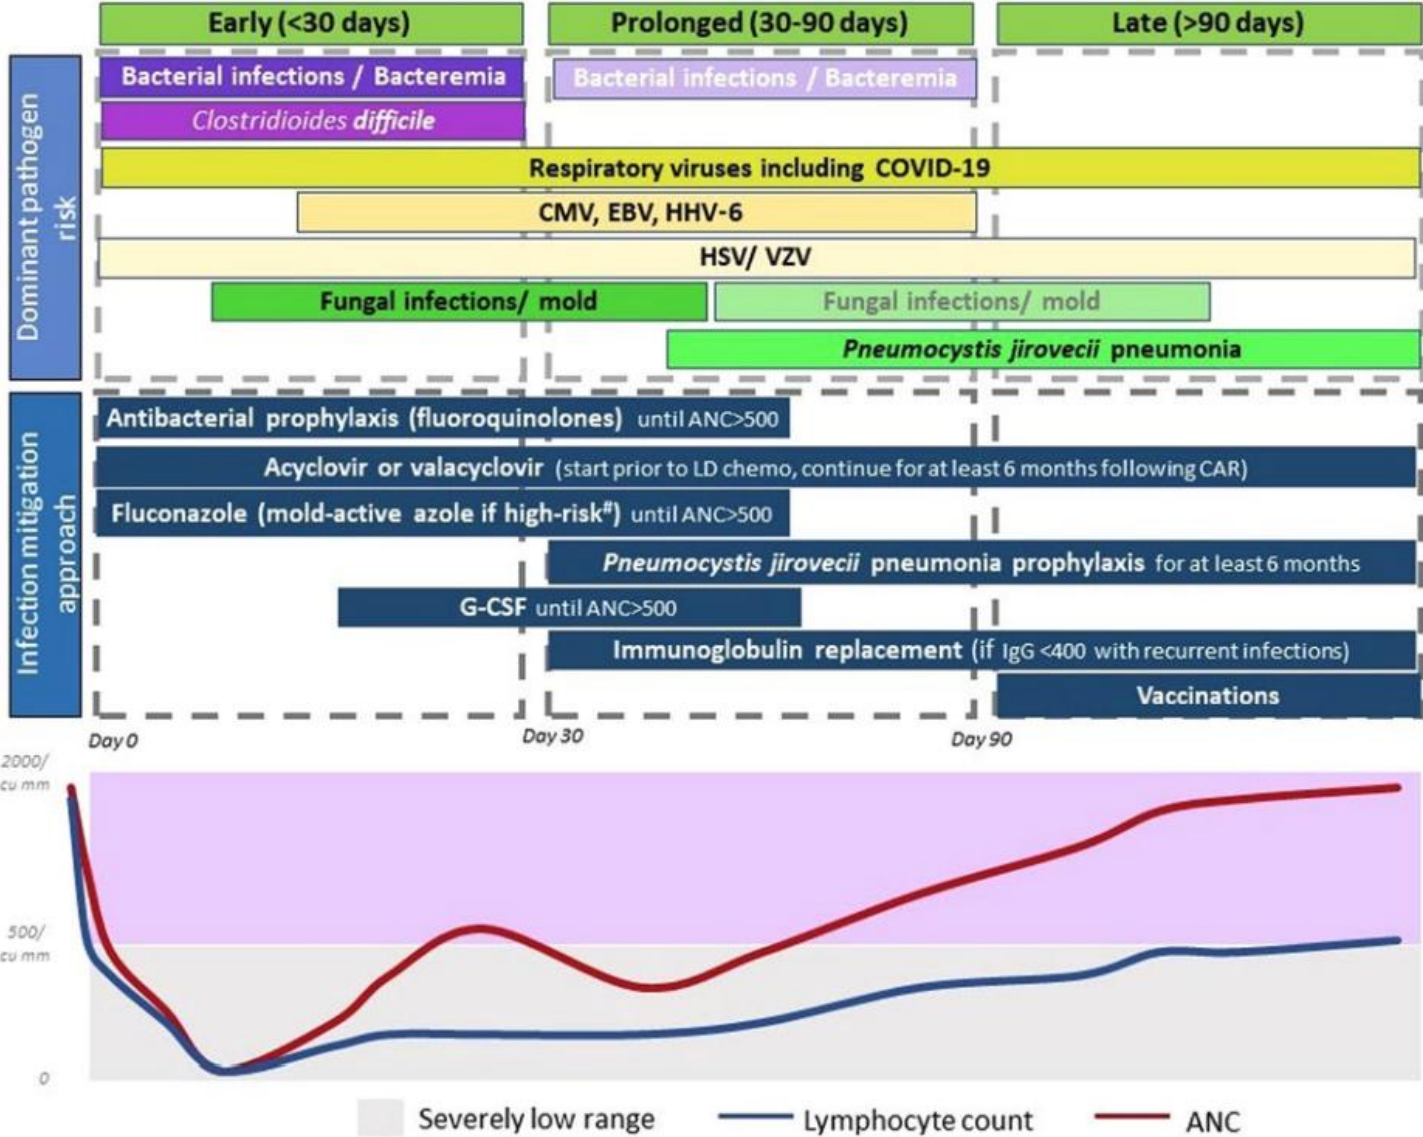 Early (<30 days)
Prolonged (30-90 days)
Late (>90 days)
Dominant pathogen
risk
Bacterial infections / Bacteremia
Bacterial infections / Bacteremia
Clostridioides difficile
Respiratory viruses including COVID-19
CMV, EBV, HHV-6
HSV/ VZV
Fungal infections/ mold
Fungal infections/ mold
Pneumocystis jirovecii pneumonia
Infection mitigation
approach
Antibacterial prophylaxis (fluoroquinolones) until ANC>500
Acyclovir or valacyclovir (start prior to LD chemo, continue for at least 6 months following CAR)
Fluconazole (mold-active azole if high-risk#) until ANC>500
Pneumocystis jirovecii pneumonia prophylaxis for at least 6 months
G-CSF until ANC>500
Immunoglobulin replacement (if IgG <400 with recurrent infections)
Vaccinations
Day 0
Day 30
Day 90
2000/
cu mm
500/
cu mm
0
Severely low range
Lymphocyte count
ANC